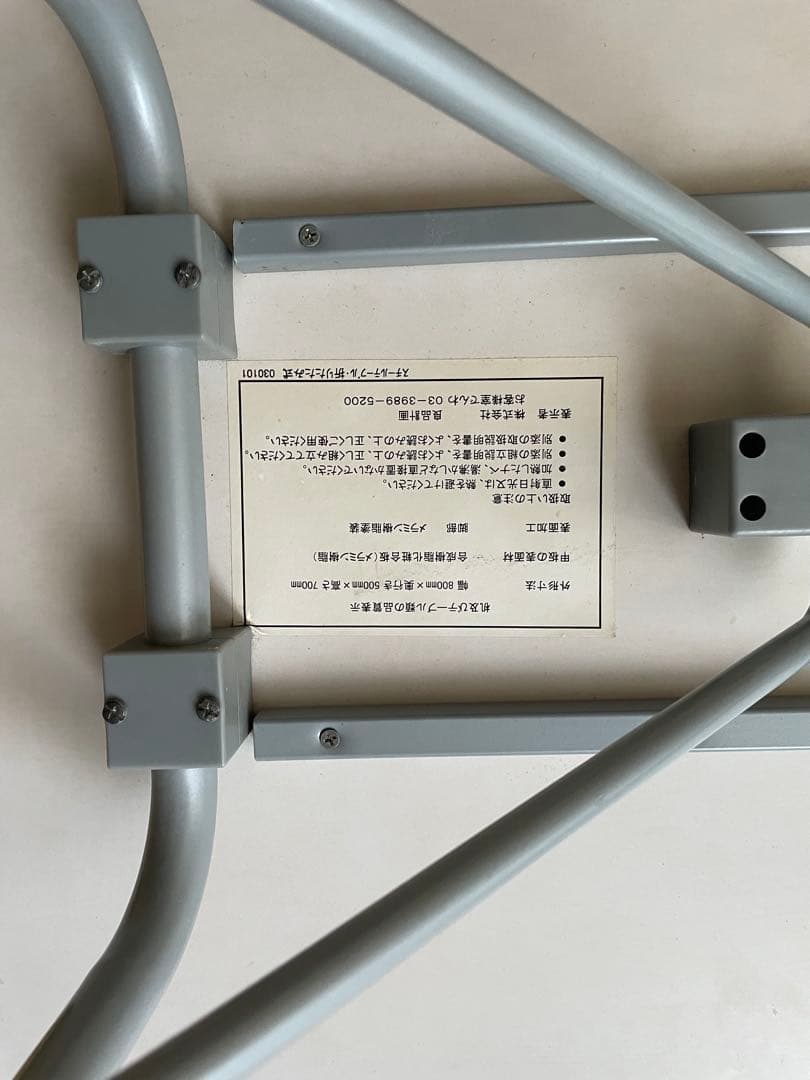 机及びテーブル類の品質表示
外形寸法 幅 800mm×奥行き 500mm×高さ 700mm
甲板の表面材 合成樹脂化粧合板(メラミン樹脂)
表面加工 脚部 メラミン樹脂塗装
取扱い上の注意
● 直射日光又は、熱を避けてください。
● 加熱したナベ、湯沸かしなど直接置かないでください。
● 別添の組立説明書を、よくお読みの上、正しく組み立てて下さい。
● 別添の取扱説明書を、よくお読みの上、正しくご使用ください。
表示者 株式会社 良品計画
お客様室でんわ 03-3989-5200
スチールテーブル・折りたたみ式 030101